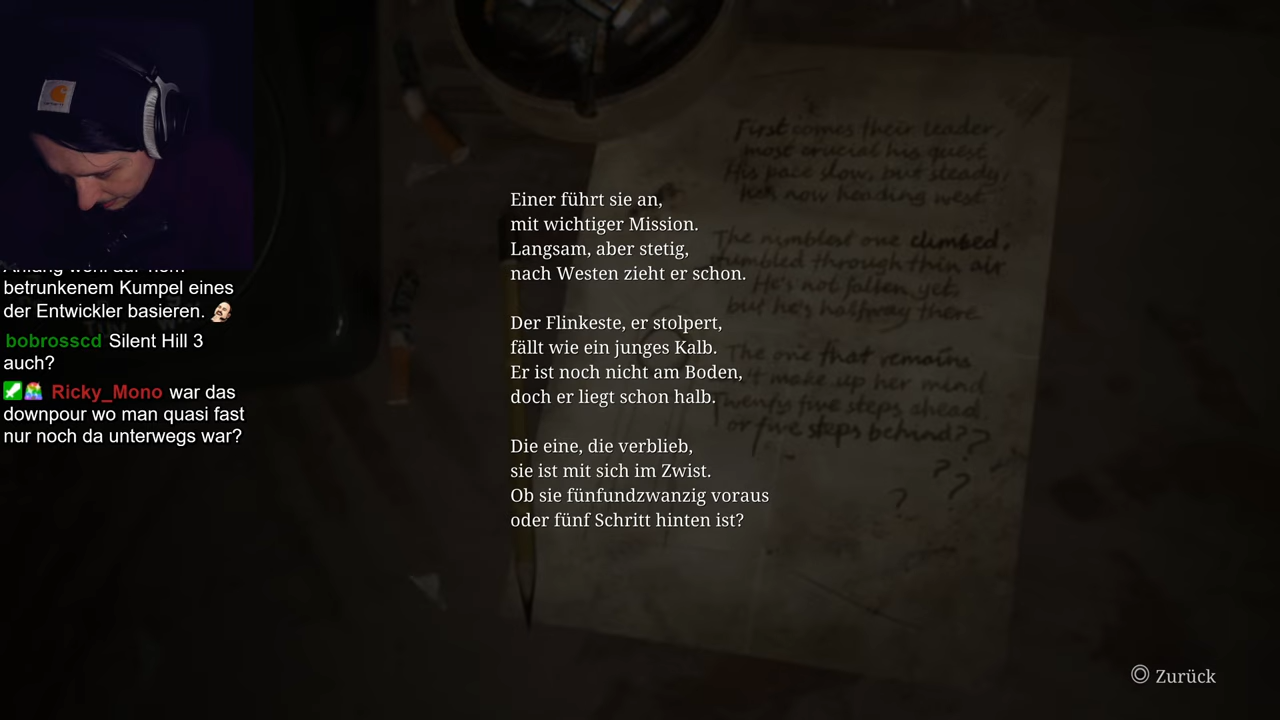 betrunkenem Kumpel eines
der Entwickler basieren.
bobrosscd Silent Hill 3
auch?
Ricky_Mono war das
downpour wo man quasi fast
nur noch da unterwegs war?
Einer führt sie an,
mit wichtiger Mission.
Langsam, aber stetig,
nach Westen zieht er schon.
Der Flinkeste, er stolpert,
fällt wie ein junges Kalb.
Er ist noch nicht am Boden,
doch er liegt schon halb.
Die eine, die verblieb,
sie ist mit sich im Zwist.
Ob sie fünfundzwanzig voraus
oder fünf Schritt hinten ist?
First comes their leader,
most crucial his quest
His pace slow, but steady,
he's now heading west
The nimblest one climbed,
tumbled through thin air
He's not fallen yet,
but he's halfway there
The one that remains
make up her mind
Twenty five steps ahead
or five steps behind??
? ?
?
Zurück